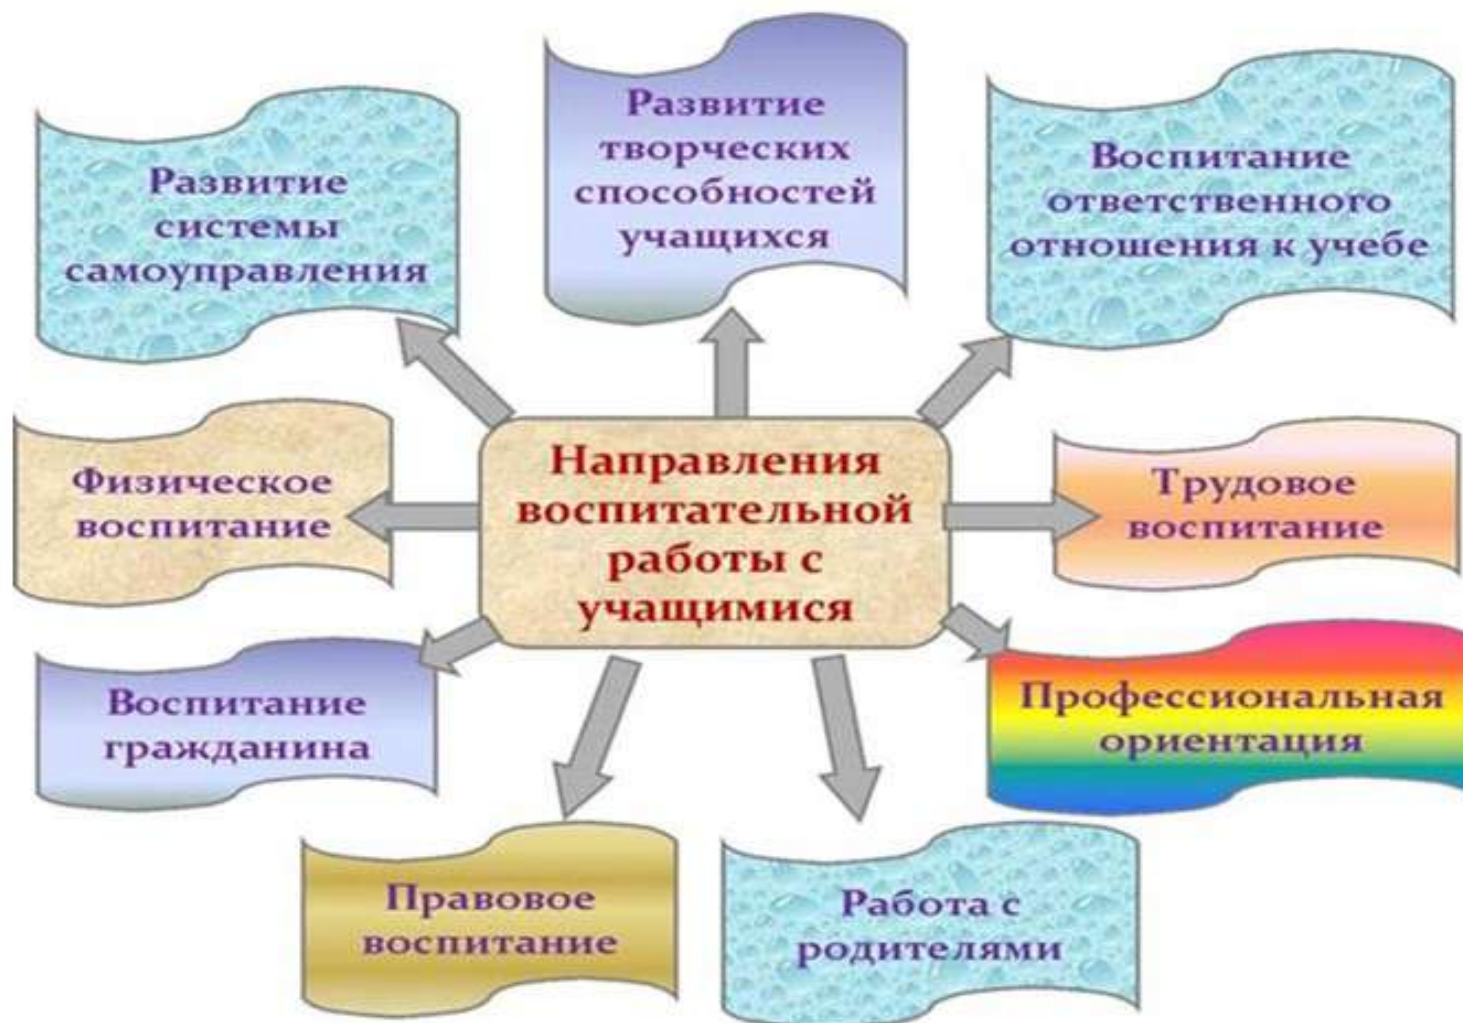 Развитие
творческих
способностей
учащихся
Развитие
системы
самоуправления
Воспитание
ответственного
отношения к учебе
Физическое
воспитание
Направления
воспитательной
работы с
учащимися
Трудовое
воспитание
Воспитание
гражданина
Профессиональная
ориентация
Правовое
воспитание
Работа с
родителями